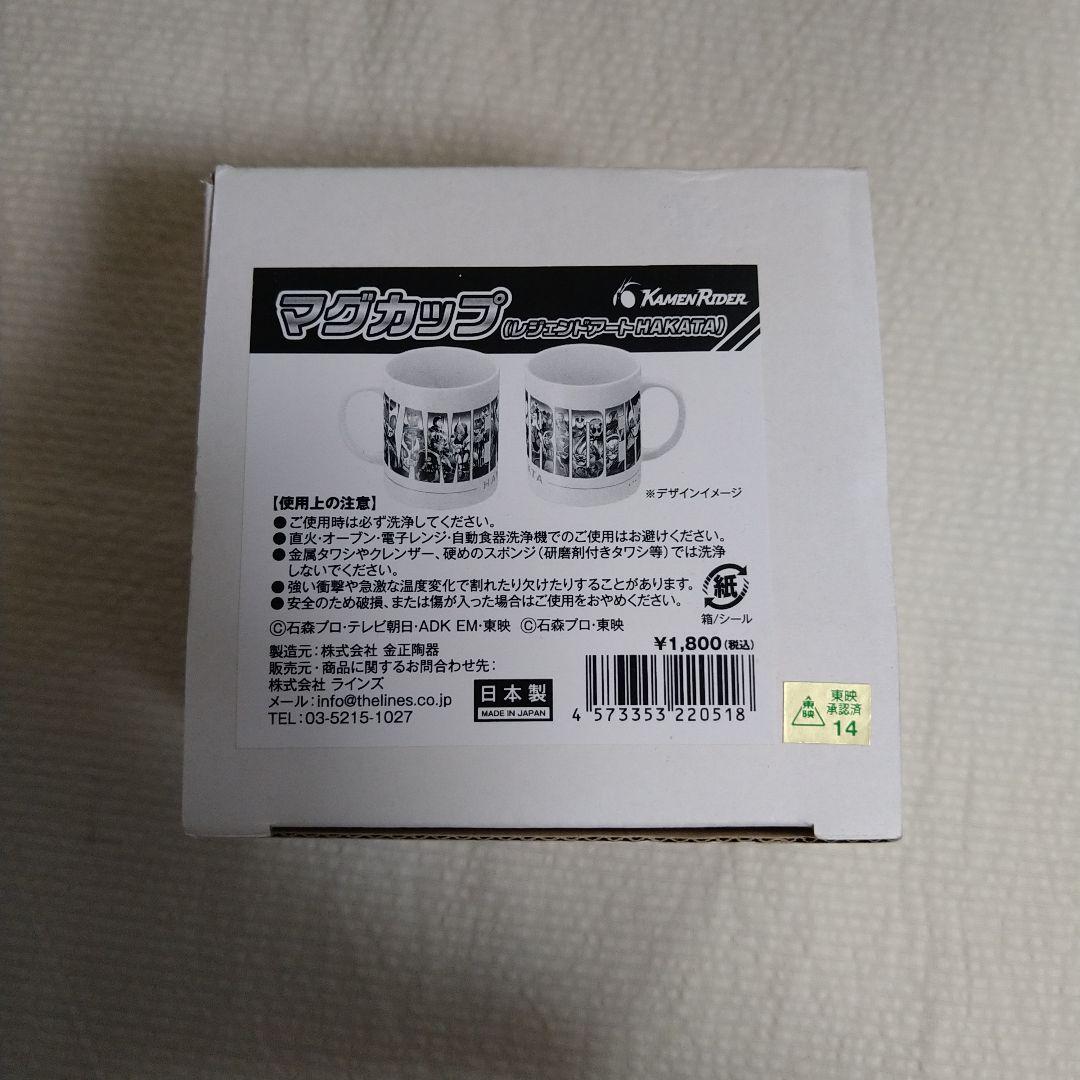 マグカップ
(レジェンドアートHAKATA)
KAMEN RIDER
KAMEN
RIDER
※デザインイメージ
【使用上の注意】
●ご使用時は必ず洗浄してください。
●直火・オーブン・電子レンジ・自動食器洗浄機でのご使用はお避けください。
●金属タワシやクレンザー、硬めのスポンジ(研磨剤付きタワシ等)では洗浄
しないでください。
●強い衝撃や急激な温度変化で割れたり欠けたりすることがあります。
●安全のため破損、または傷が入った場合はご使用をおやめください。
紙
箱/シール
©石森プロ・テレビ朝日・ADK EM・東映 ©石森プロ・東映
製造元:株式会社 金正陶器
販売元・商品に関するお問合わせ先:
株式会社 ラインズ
メール:info@thelines.co.jp
TEL:03-5215-1027
日本製
MADE IN JAPAN
¥1,800(税込)
4 573353 220518
東映
東映
承認済
14